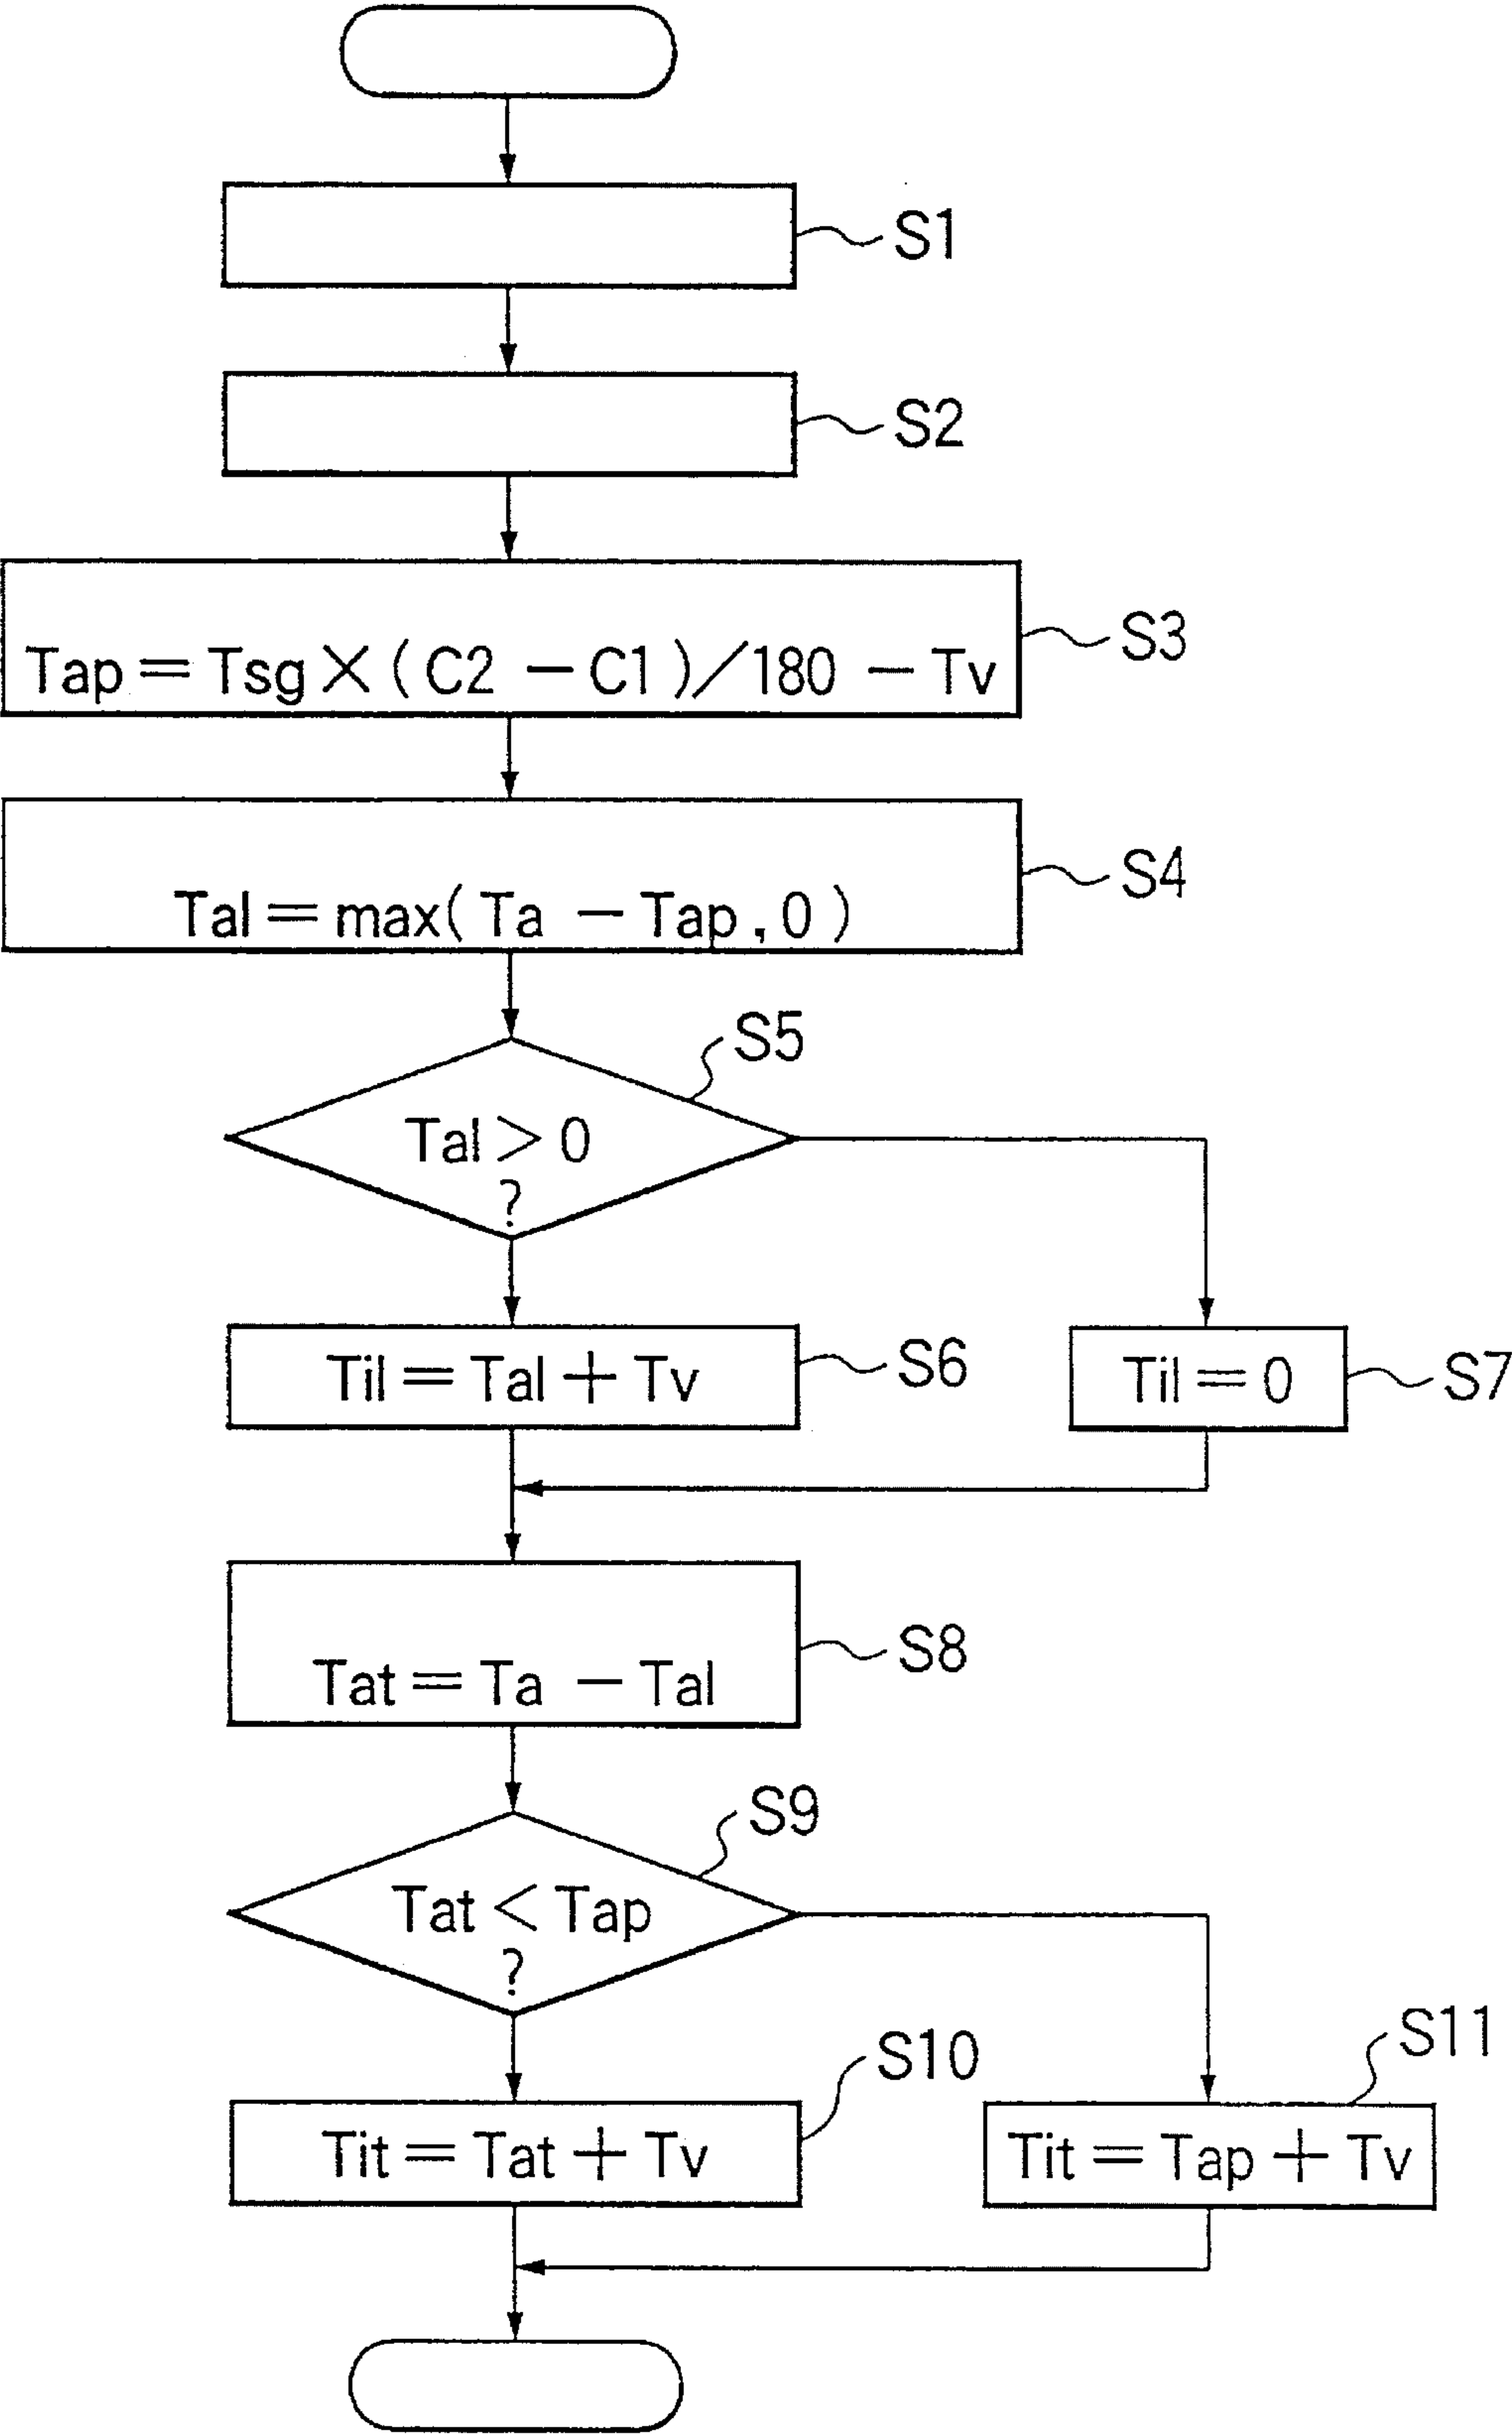 S1
S2
S3
Tap = Tsg × ( C2 − C1 ) / 180 − Tv
S4
Tal = max( Ta − Tap , 0 )
S5
Tal > 0
?
Til = Tal + Tv
S6
Til = 0
S7
S8
Tat = Ta − Tal
S9
Tat < Tap
?
S10
S11
Tit = Tat + Tv
Tit = Tap + Tv